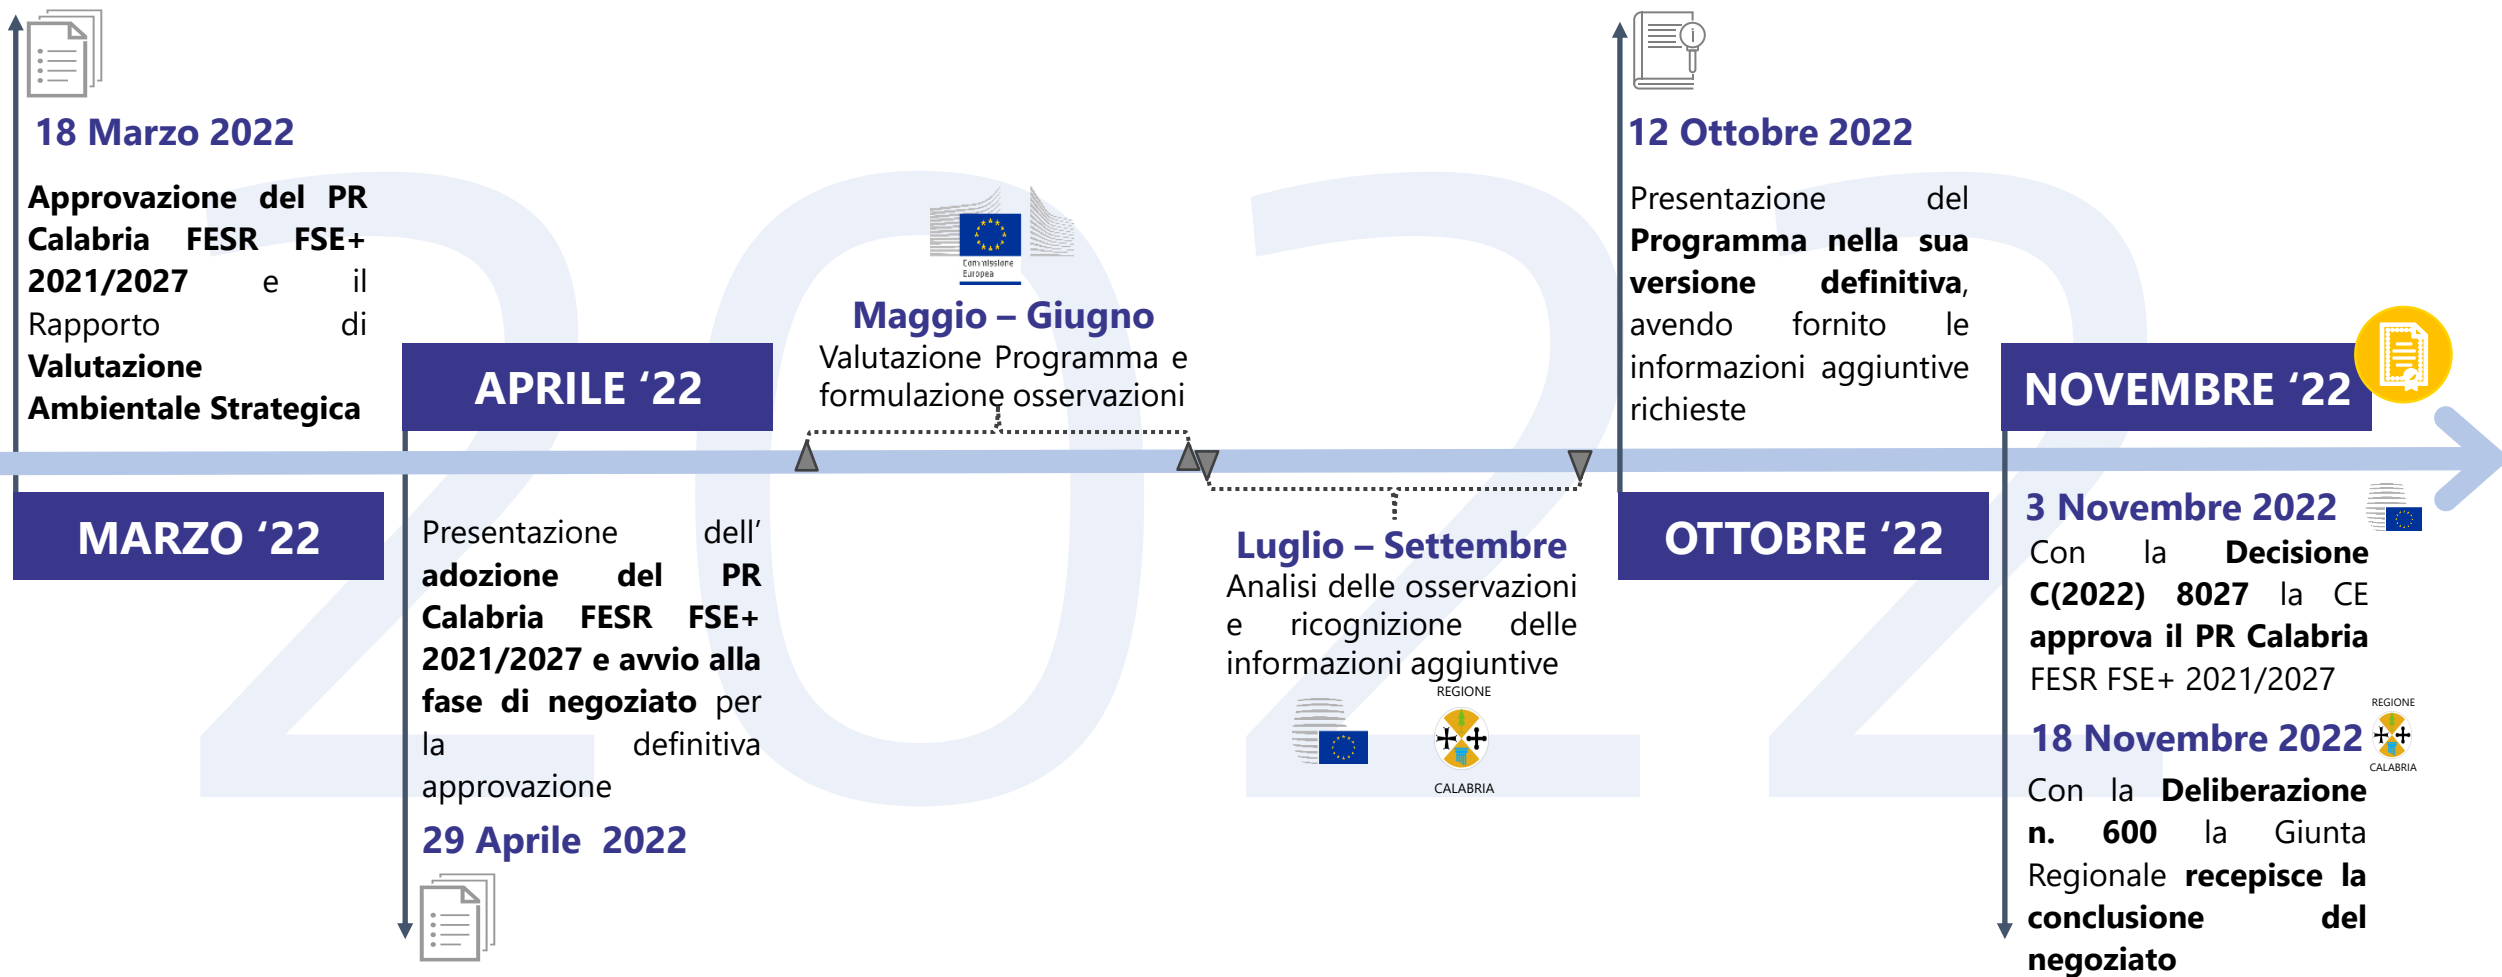 18 Marzo 2022
Approvazione del PR
Calabria FESR FSE+
2021/2027 e il
Rapporto di
Valutazione
Ambientale Strategica
MARZO ‘22
APRILE ‘22
Presentazione dell’
adozione del PR
Calabria FESR FSE+
2021/2027 e avvio alla
fase di negoziato per
la definitiva
approvazione
29 Aprile 2022
Commissione
Europea
Maggio – Giugno
Valutazione Programma e
formulazione osservazioni
Luglio – Settembre
Analisi delle osservazioni
e ricognizione delle
informazioni aggiuntive
REGIONE
CALABRIA
12 Ottobre 2022
Presentazione del
Programma nella sua
versione definitiva,
avendo fornito le
informazioni aggiuntive
richieste
OTTOBRE ‘22
NOVEMBRE ‘22
3 Novembre 2022
Con la Decisione
C(2022) 8027 la CE
approva il PR Calabria
FESR FSE+ 2021/2027
REGIONE
18 Novembre 2022
CALABRIA
Con la Deliberazione
n. 600 la Giunta
Regionale recepisce la
conclusione del
negoziato
2022